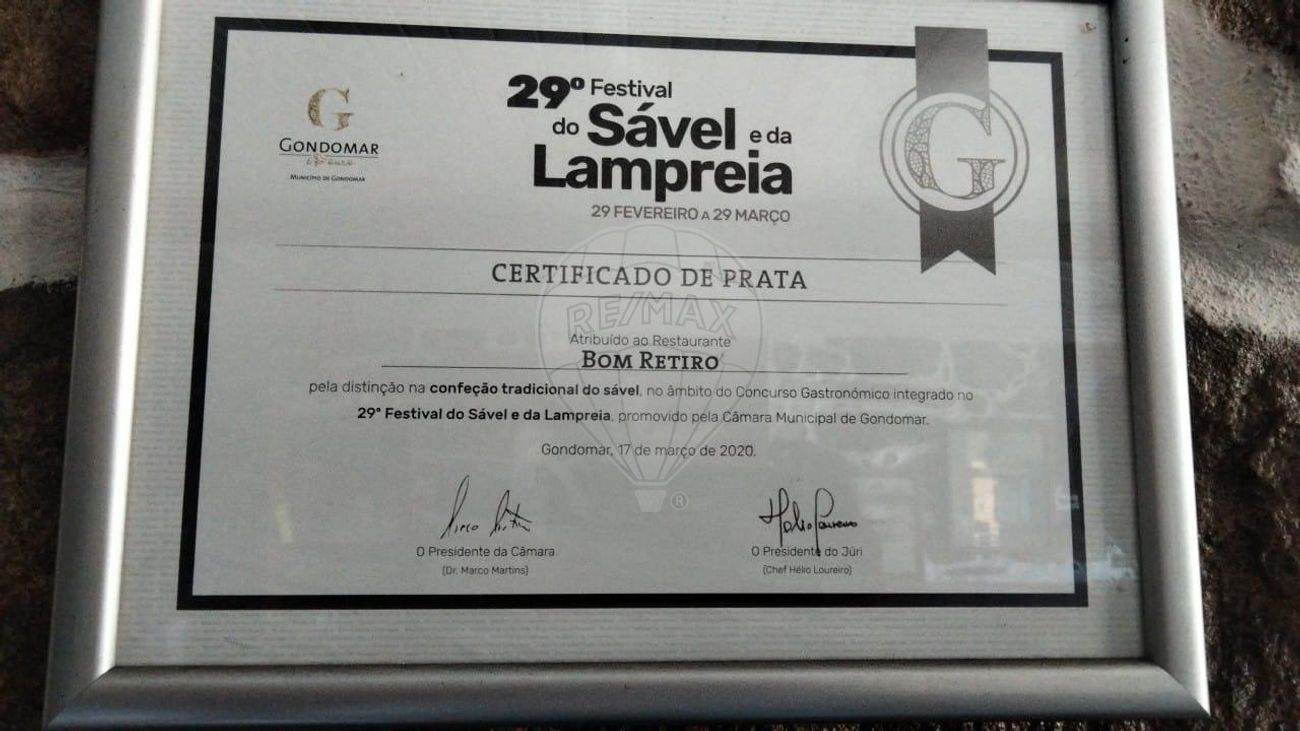 G
GONDOMAR
é D'ouro
MUNICÍPIO DE GONDOMAR
29º Festival
do Sável e da
Lampreia
29 FEVEREIRO A 29 MARÇO
G
CERTIFICADO DE PRATA
RE/MAX
Atribuído ao Restaurante
BOM RETIRO
pela distinção na confeção tradicional do sável, no âmbito do Concurso Gastronómico integrado no
29º Festival do Sável e da Lampreia, promovido pela Câmara Municipal de Gondomar.
Gondomar, 17 de março de 2020.
®
O Presidente da Câmara
(Dr. Marco Martins)
O Presidente do Júri
(Chef Hélio Loureiro)